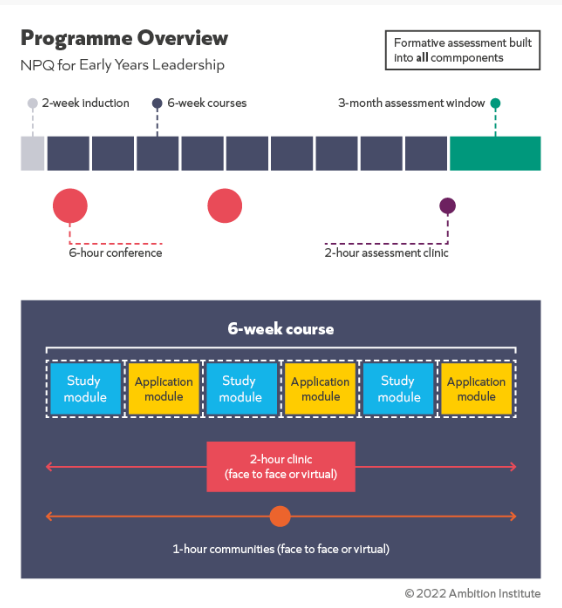 Programme Overview
NPQ for Early Years Leadership
Formative assessment built
into all commponents
2-week induction
6-week courses
3-month assessment window
6-hour conference
2-hour assessment clinic
6-week course
Study
module
Application
module
Study
module
Application
module
Study
module
Application
module
2-hour clinic
(face to face or virtual)
1-hour communities (face to face or virtual)
© 2022 Ambition Institute